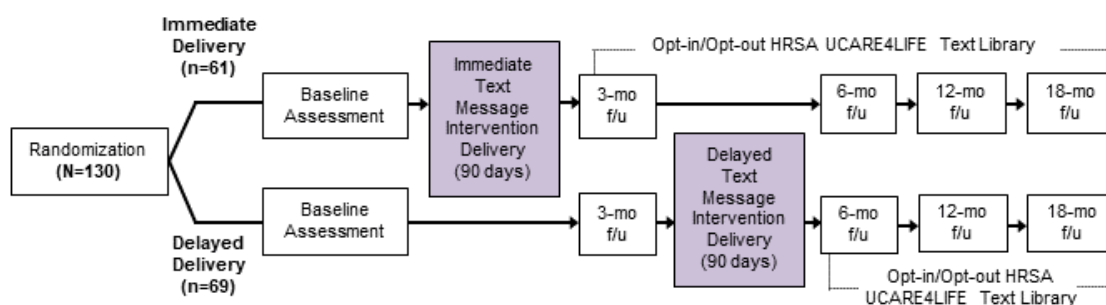 Immediate
Delivery
(n=61)
Opt-in/Opt-out HRSA UCARE4LIFE Text Library
Baseline
Assessment
Immediate
Text
Message
Intervention
Delivery
(90 days)
3-mo
f/u
6-mo
f/u
12-mo
f/u
18-mo
f/u
Randomization
(N=130)
Baseline
Assessment
3-mo
f/u
Delayed
Text
Message
Intervention
Delivery
(90 days)
6-mo
f/u
12-mo
f/u
18-mo
f/u
Delayed
Delivery
(n=69)
Opt-in/Opt-out HRSA
UCARE4LIFE Text Library